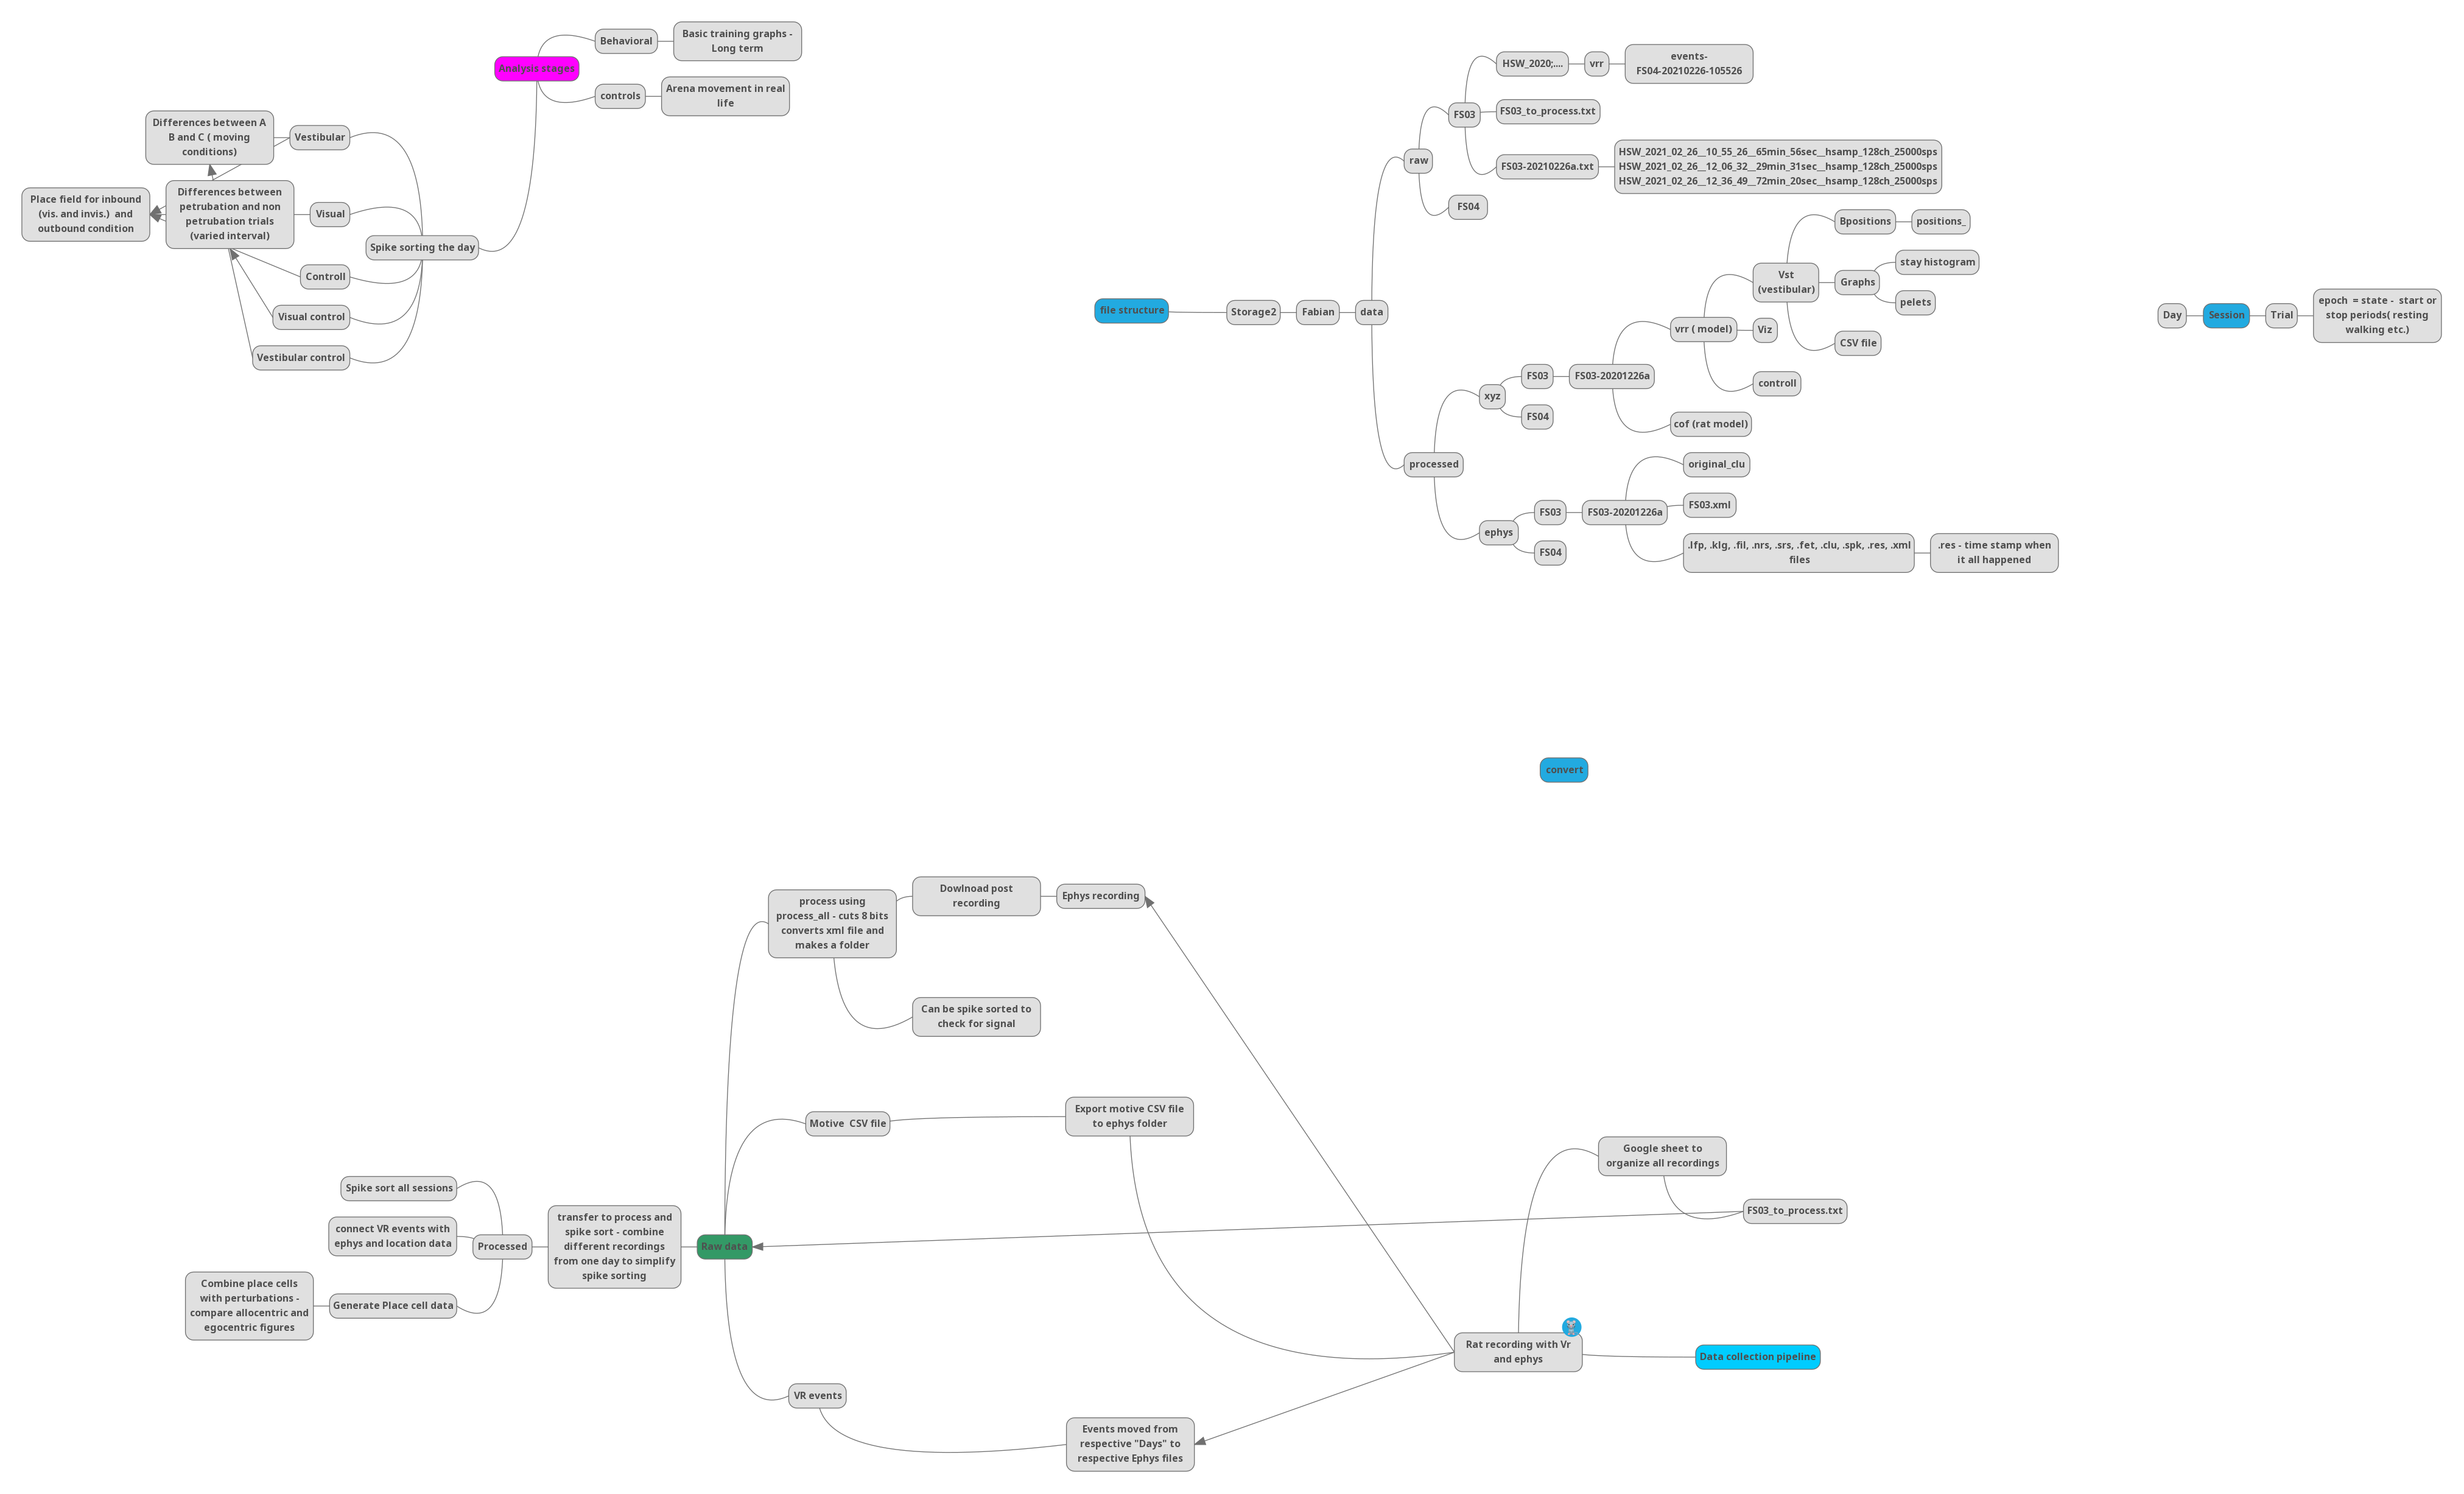 Analysis stages
Behavioral
Basic training graphs -
Long term
controls
Arena movement in real
life
Spike sorting the day
Vestibular
Differences between A
B and C ( moving
conditions)
Differences between
petrubation and non
petrubation trials
(varied interval)
Place field for inbound
(vis. and invis.)  and
outbound condition
Visual
Controll
Visual control
Vestibular control
file structure
Storage2
Fabian
data
raw
FS03
HSW_2020;....
vrr
events-
FS04-20210226-105526
FS03_to_process.txt
FS03-20210226a.txt
HSW_2021_02_26__10_55_26__65min_56sec__hsamp_128ch_25000sps
HSW_2021_02_26__12_06_32__29min_31sec__hsamp_128ch_25000sps
HSW_2021_02_26__12_36_49__72min_20sec__hsamp_128ch_25000sps
FS04
processed
xyz
FS03
FS03-20201226a
vrr ( model)
Vst
(vestibular)
Bpositions
positions_
Graphs
stay histogram
pelets
CSV file
Viz
controll
cof (rat model)
FS04
ephys
FS03
FS03-20201226a
original_clu
FS03.xml
.lfp, .klg, .fil, .nrs, .srs, .fet, .clu, .spk, .res, .xml
files
.res - time stamp when
it all happened
FS04
Day
Session
Trial
epoch  = state -  start or
stop periods( resting
walking etc.)
convert
process using
process_all - cuts 8 bits
converts xml file and
makes a folder
Dowlnoad post
recording
Ephys recording
Can be spike sorted to
check for signal
Motive  CSV file
Export motive CSV file
to ephys folder
Google sheet to
organize all recordings
FS03_to_process.txt
Spike sort all sessions
connect VR events with
ephys and location data
Processed
transfer to process and
spike sort - combine
different recordings
from one day to simplify
spike sorting
Raw data
Combine place cells
with perturbations -
compare allocentric and
egocentric figures
Generate Place cell data
Rat recording with Vr
and ephys
Data collection pipeline
VR events
Events moved from
respective "Days" to
respective Ephys files